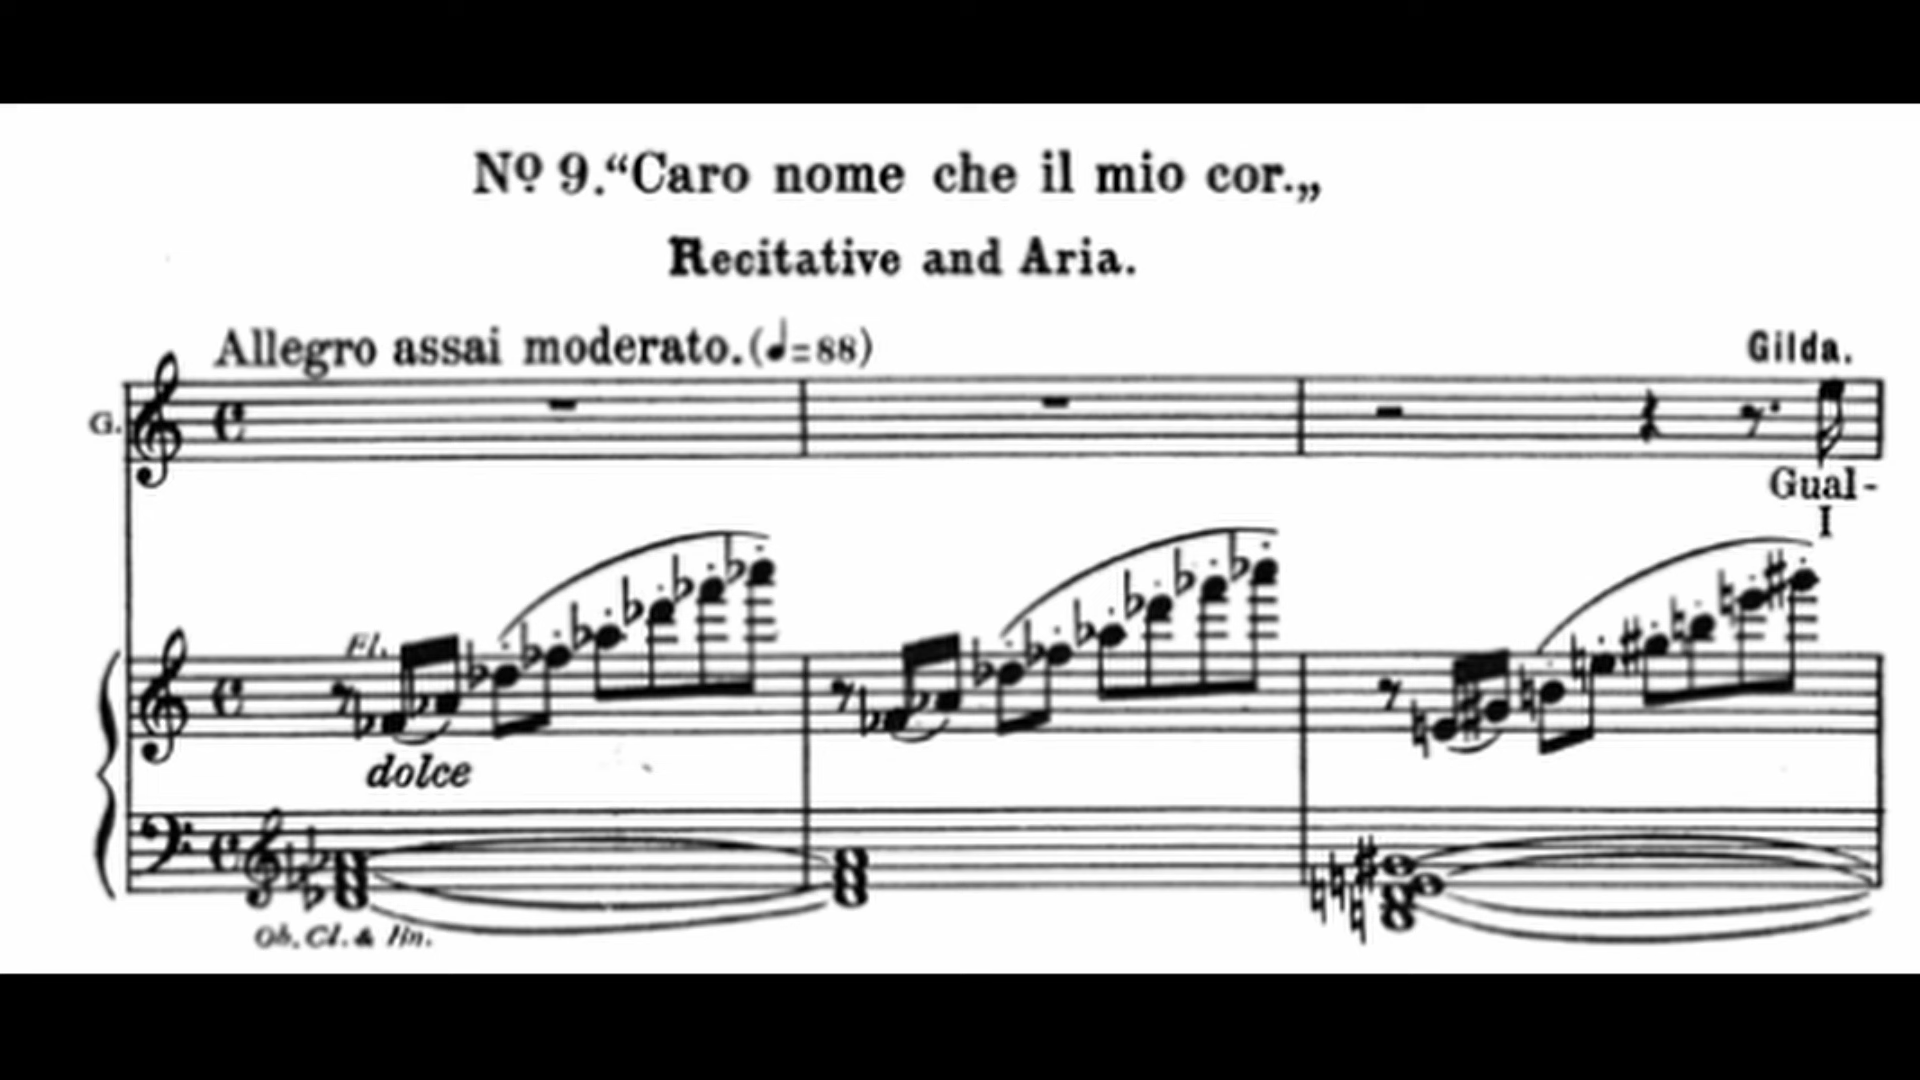 Nº 9. “Caro nome che il mio cor.„
Recitative and Aria.
Allegro assai moderato. (♩=88)
Gilda.
G.
Gual-
I
Fl.
dolce
Ob. Cl. &